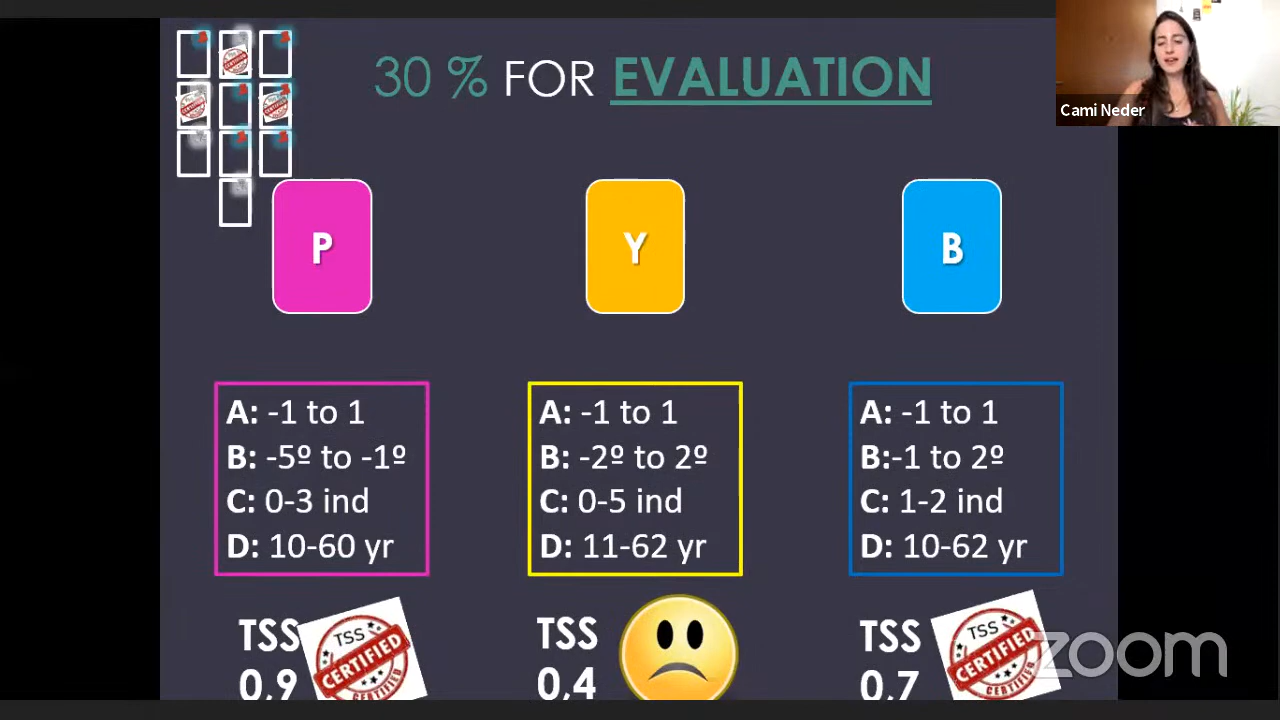 30 % FOR EVALUATION
Cami Neder
P
Y
B
A: -1 to 1
B: -5º to -1º
C: 0-3 ind
D: 10-60 yr
A: -1 to 1
B: -2º to 2º
C: 0-5 ind
D: 11-62 yr
A: -1 to 1
B:-1 to 2º
C: 1-2 ind
D: 10-62 yr
TSS
0,9
TSS
CERTIFIED
CERTIFIED
TSS
0,4
TSS
0,7
TSS
CERTIFIED
CERTIFIED
zoom